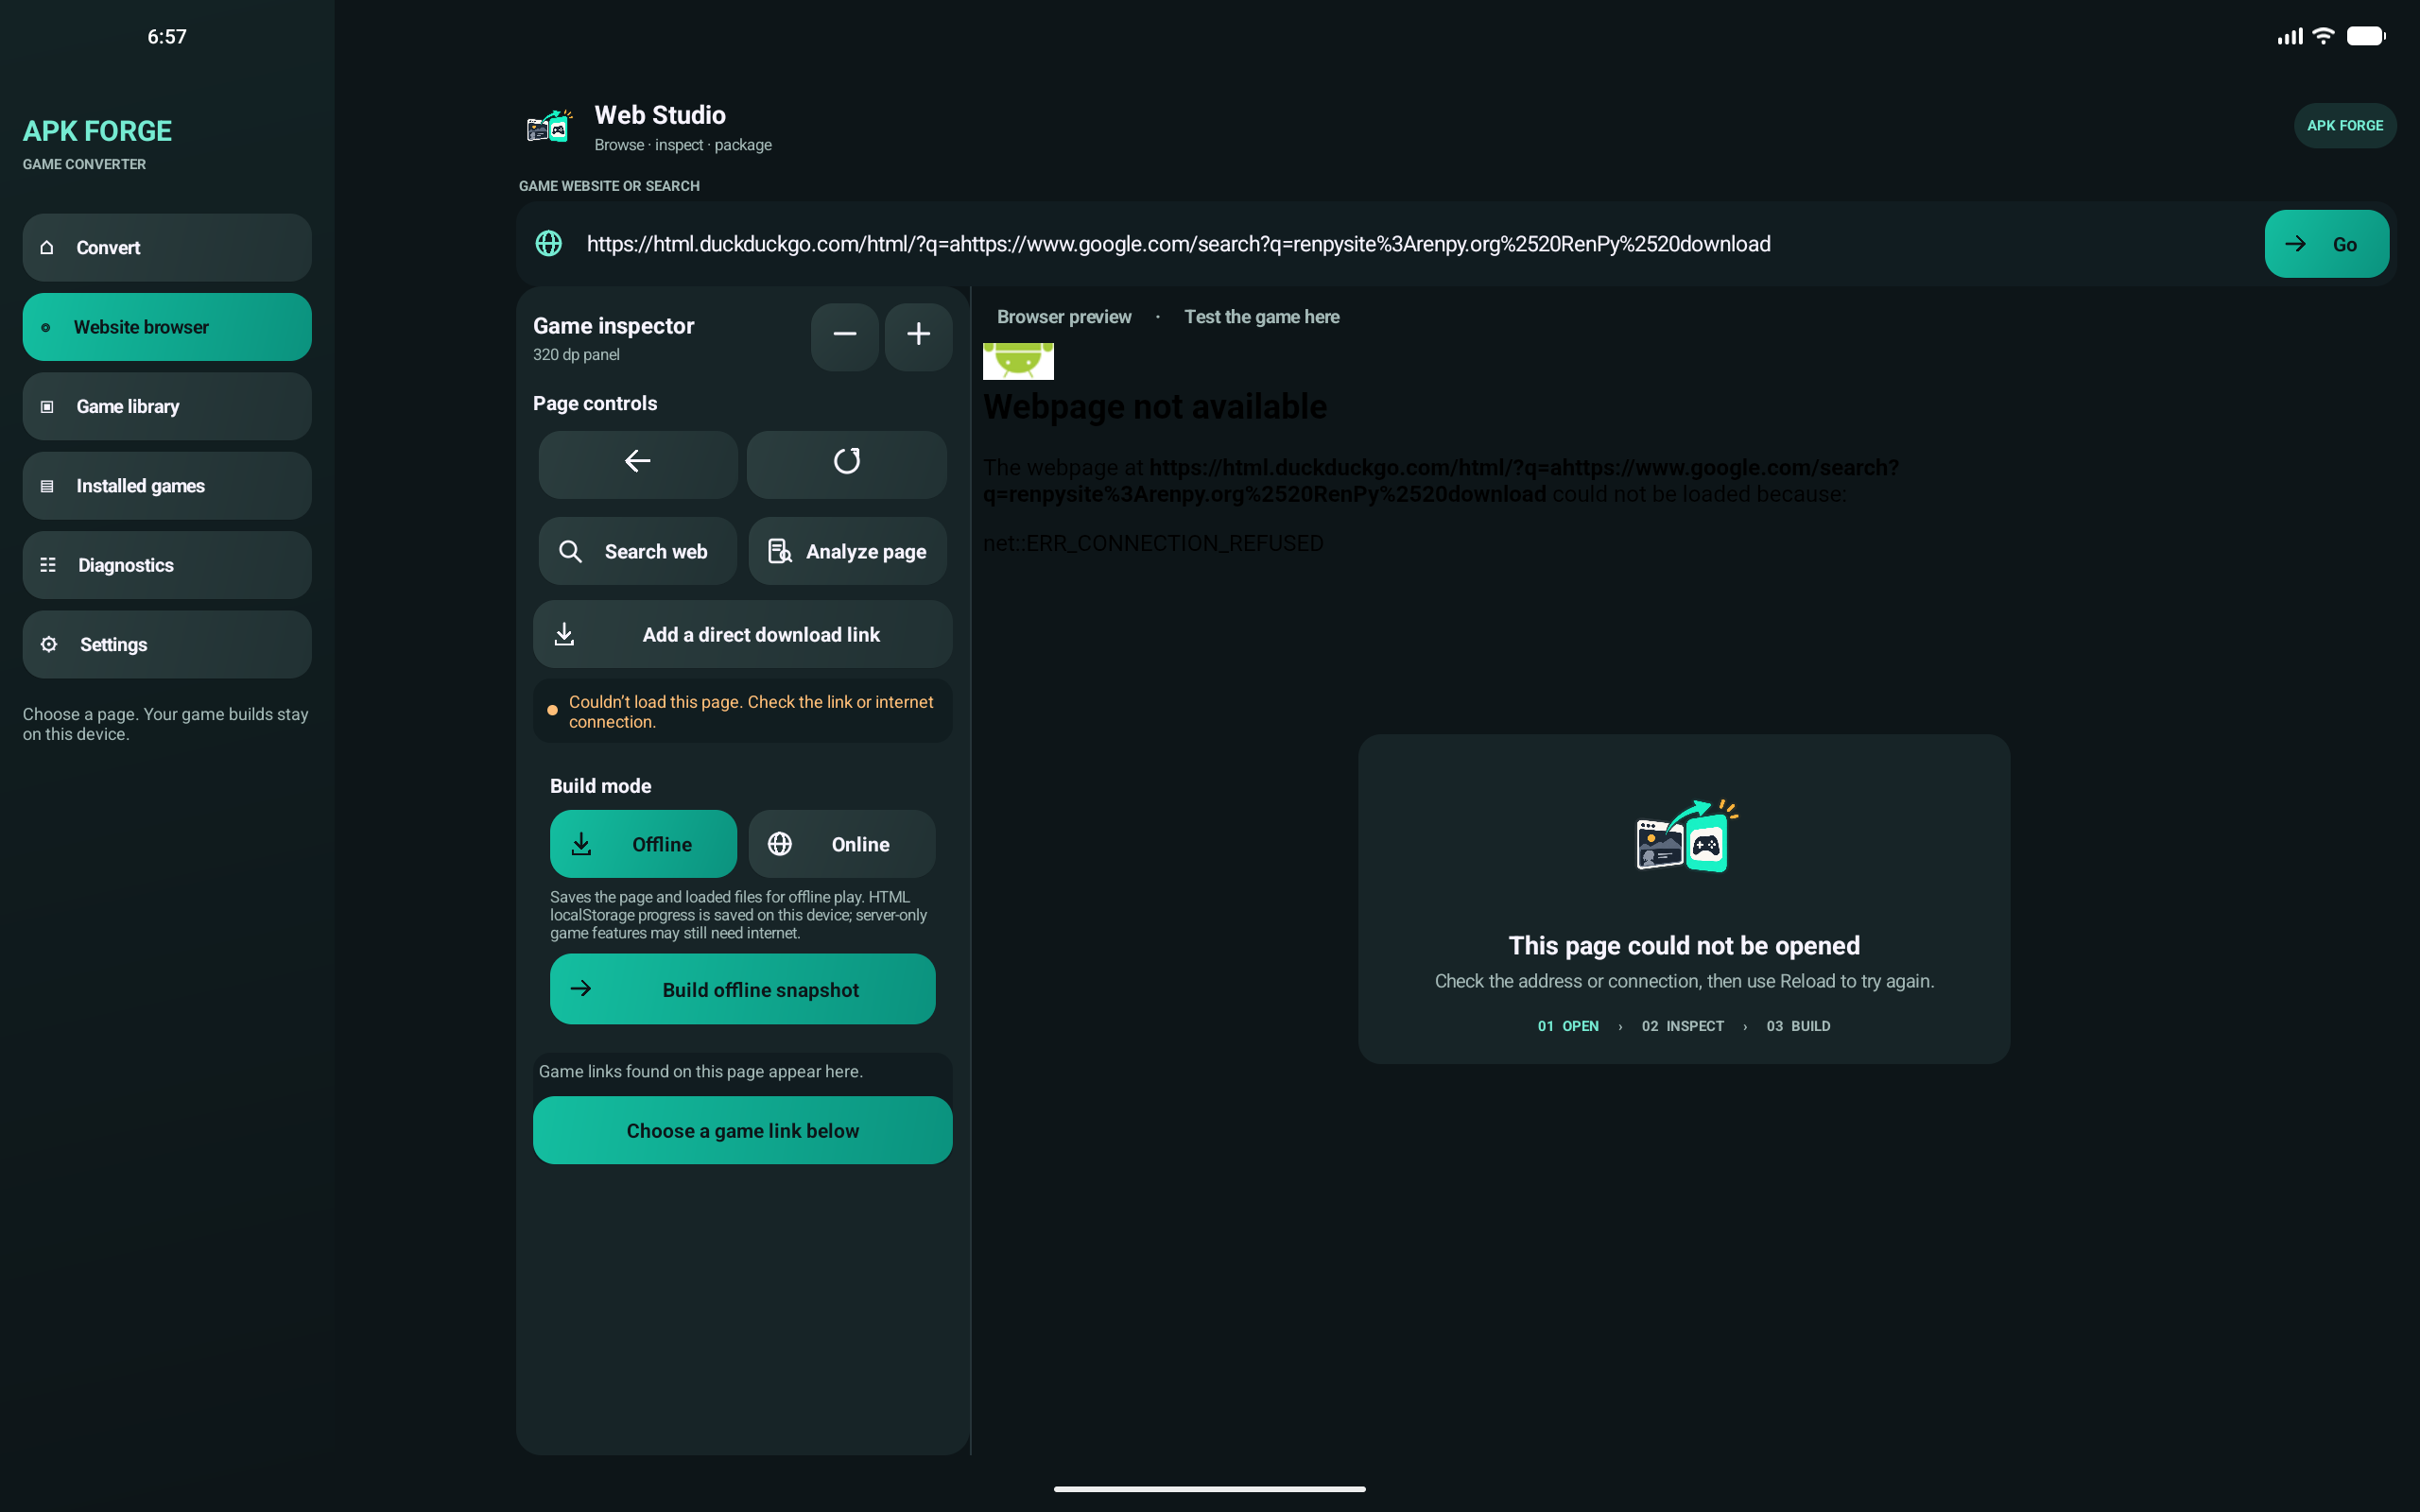 6:57
APK FORGE
GAME CONVERTER
Convert
Website browser
Game library
Installed games
Diagnostics
Settings
Choose a page. Your game builds stay
on this device.
Web Studio
Browse · inspect · package
APK FORGE
GAME WEBSITE OR SEARCH
https://html.duckduckgo.com/html/?q=ahttps://www.google.com/search?q=renpysite%3Arenpy.org%2520RenPy%2520download
Go
Game inspector
320 dp panel
Page controls
Search web
Analyze page
Add a direct download link
Couldn’t load this page. Check the link or internet
connection.
Build mode
Offline
Online
Saves the page and loaded files for offline play. HTML
localStorage progress is saved on this device; server-only
game features may still need internet.
Build offline snapshot
Game links found on this page appear here.
Choose a game link below
Browser preview · Test the game here
Webpage not available
The webpage at https://html.duckduckgo.com/html/?q=ahttps://www.google.com/search?
q=renpysite%3Arenpy.org%2520RenPy%2520download could not be loaded because:
net::ERR_CONNECTION_REFUSED
This page could not be opened
Check the address or connection, then use Reload to try again.
01 OPEN › 02 INSPECT › 03 BUILD